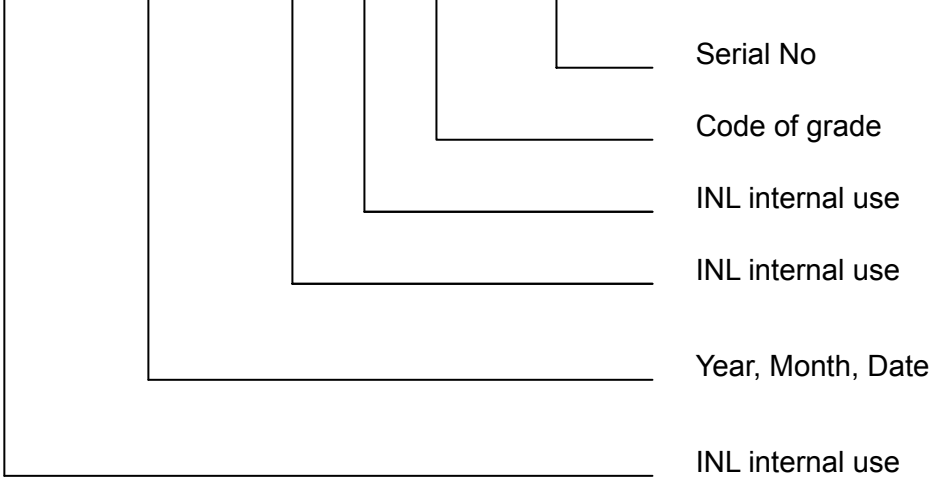 Serial No
Code of grade
INL internal use
INL internal use
Year, Month, Date
INL internal use